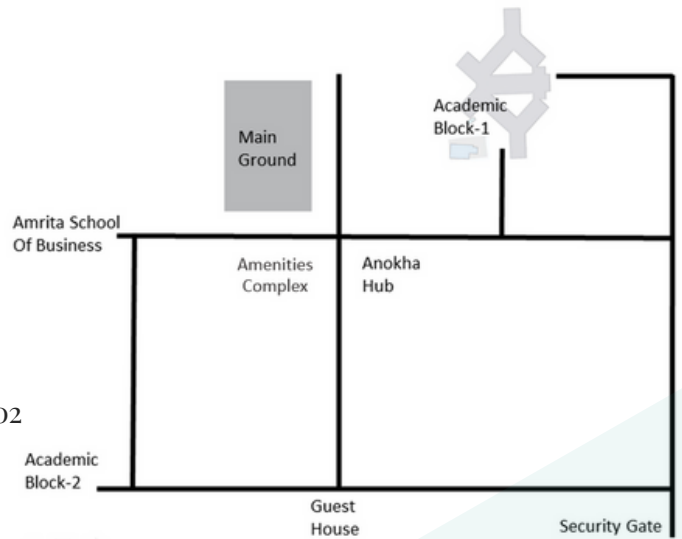 Academic
Block-1
Main
Ground
Amrita School
Of Business
Amenities
Complex
Anokha
Hub
02
Academic
Block-2
Guest
House
Security Gate